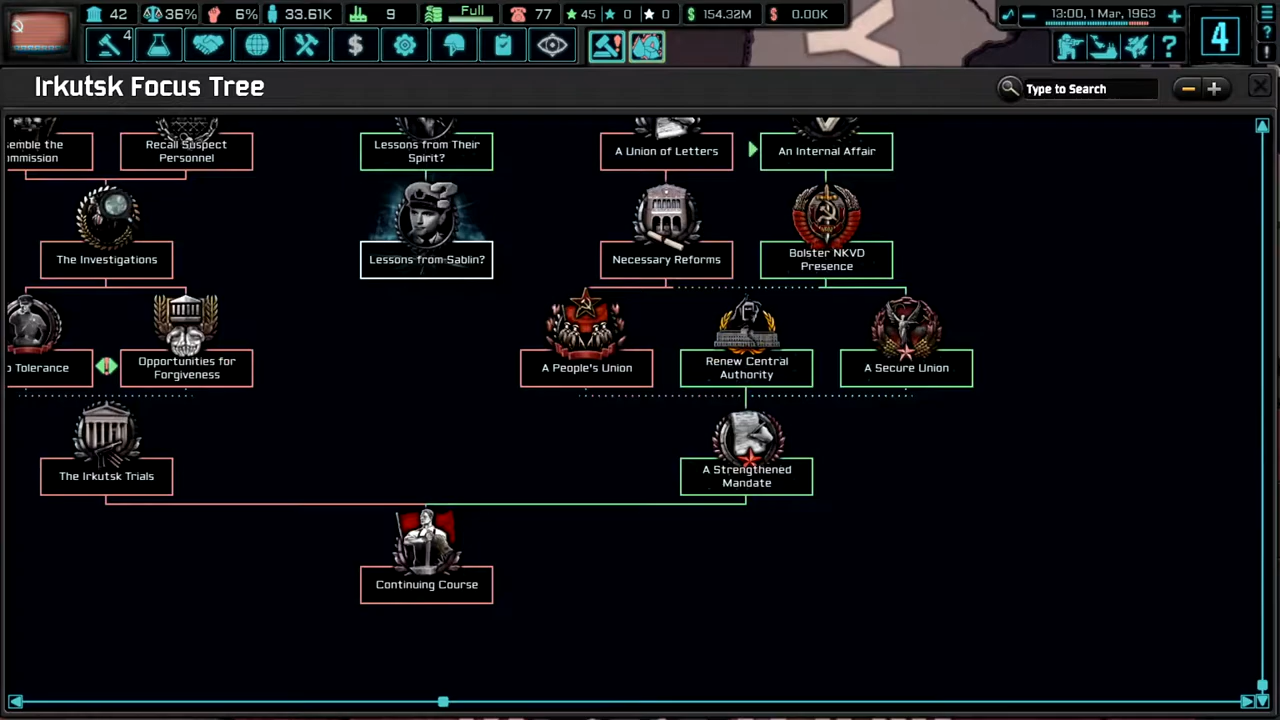 42 36% 6% 33.61K 9 Full 77 45 0 0 $ 154.32M $ 0.00K 13:00, 1 Mar, 1963
4 $ ? 4
Irkutsk Focus Tree
Type to Search
Recall Suspect
Personnel
Lessons from Their
Spirit?
A Union of Letters
An Internal Affair
The Investigations
Lessons from Sablin?
Necessary Reforms
Bolster NKVD
Presence
Tolerance
Opportunities for
Forgiveness
A People's Union
Renew Central
Authority
A Secure Union
The Irkutsk Trials
A Strengthened
Mandate
Continuing Course